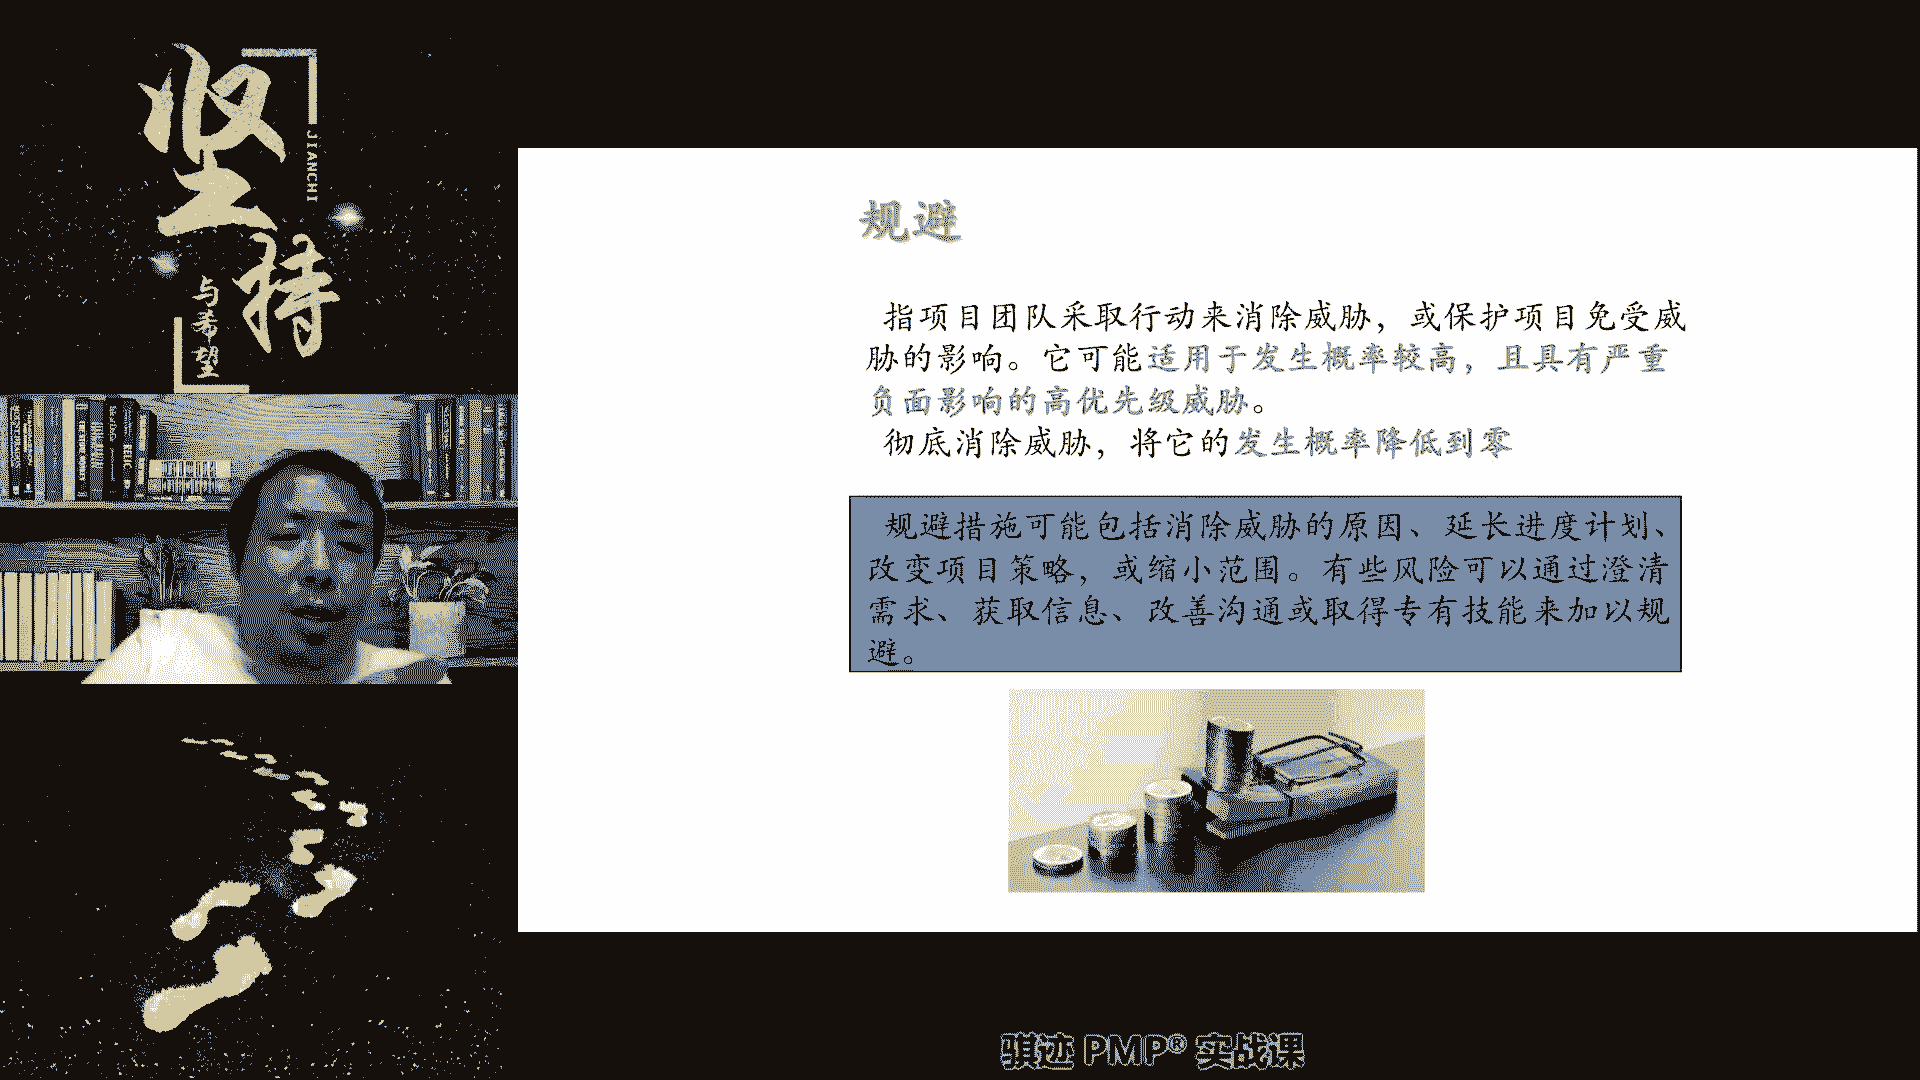 坚持
JIANCHI
与希望
规避
指项目团队采取行动来消除威胁，或保护项目免受威
胁的影响。它可能适用于发生概率较高，且具有严重
负面影响的高优先级威胁。
彻底消除威胁，将它的发生概率降低到零
规避措施可能包括消除威胁的原因、延长进度计划、
改变项目策略，或缩小范围。有些风险可以通过澄清
需求、获取信息、改善沟通或取得专有技能来加以规
避。
骐迹 PMP® 实战课